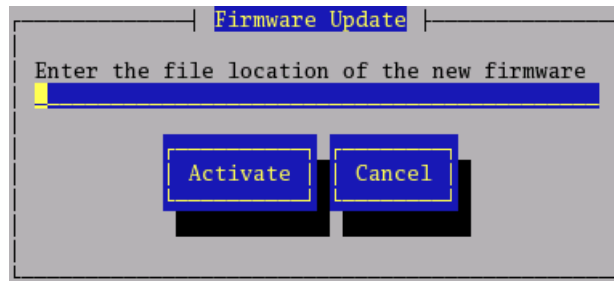 Firmware Update
Enter the file location of the new firmware
Activate Cancel